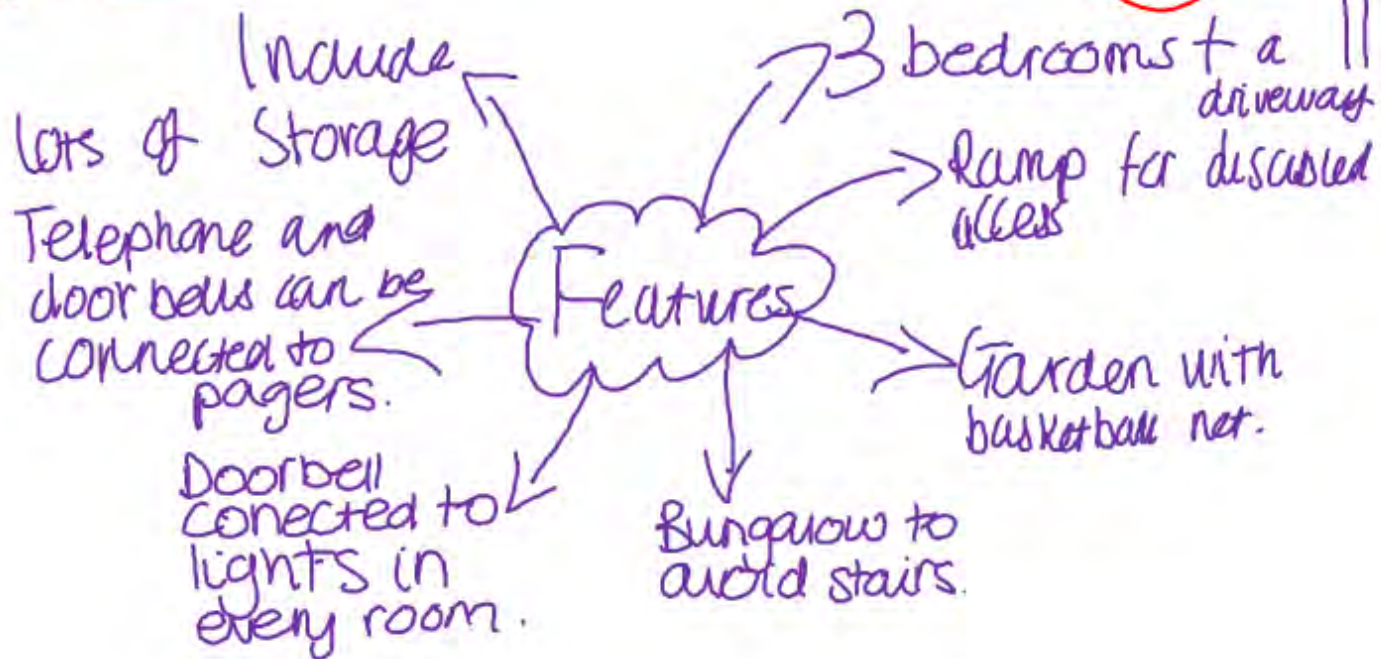 Include
lots of Storage
3 bedrooms + a
driveway
Ramp for disabled
access
Telephone and
door bells can be
connected to
pagers.
Features
Garden with
basketball net.
Doorbell
conected to
lights in
every room.
Bungalow to
avoid stairs.